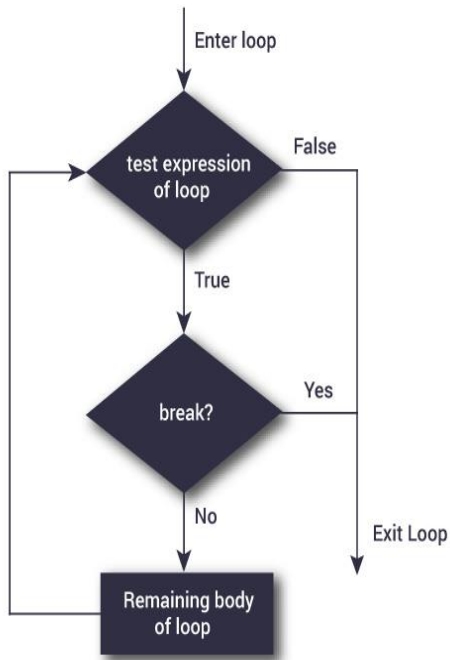 Enter loop
test expression
of loop
False
True
break?
Yes
No
Exit Loop
Remaining body
of loop